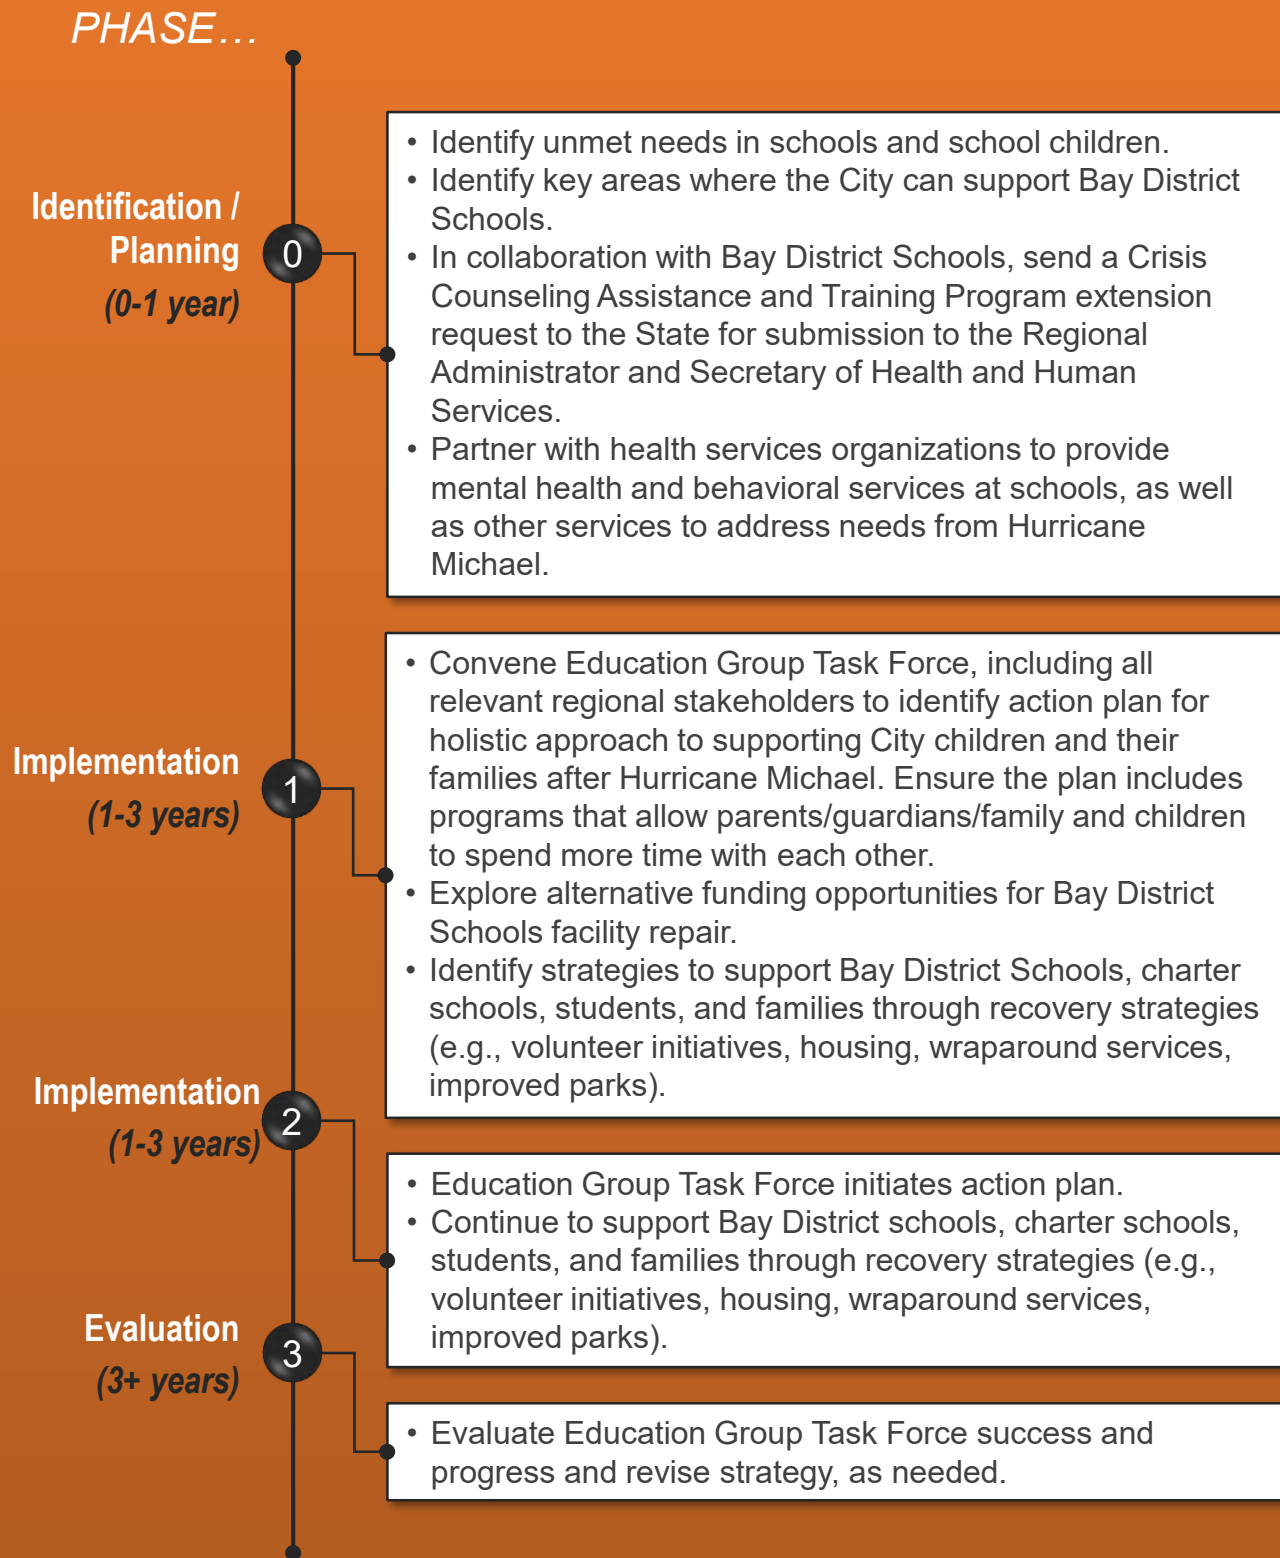 PHASE…
Identification /
Planning
(0-1 year)
0
• Identify unmet needs in schools and school children.
• Identify key areas where the City can support Bay District
Schools.
• In collaboration with Bay District Schools, send a Crisis
Counseling Assistance and Training Program extension
request to the State for submission to the Regional
Administrator and Secretary of Health and Human
Services.
• Partner with health services organizations to provide
mental health and behavioral services at schools, as well
as other services to address needs from Hurricane
Michael.
Implementation
(1-3 years)
1
• Convene Education Group Task Force, including all
relevant regional stakeholders to identify action plan for
holistic approach to supporting City children and their
families after Hurricane Michael. Ensure the plan includes
programs that allow parents/guardians/family and children
to spend more time with each other.
• Explore alternative funding opportunities for Bay District
Schools facility repair.
• Identify strategies to support Bay District Schools, charter
schools, students, and families through recovery strategies
(e.g., volunteer initiatives, housing, wraparound services,
improved parks).
Implementation
(1-3 years)
2
• Education Group Task Force initiates action plan.
• Continue to support Bay District schools, charter schools,
students, and families through recovery strategies (e.g.,
volunteer initiatives, housing, wraparound services,
improved parks).
Evaluation
(3+ years)
3
• Evaluate Education Group Task Force success and
progress and revise strategy, as needed.